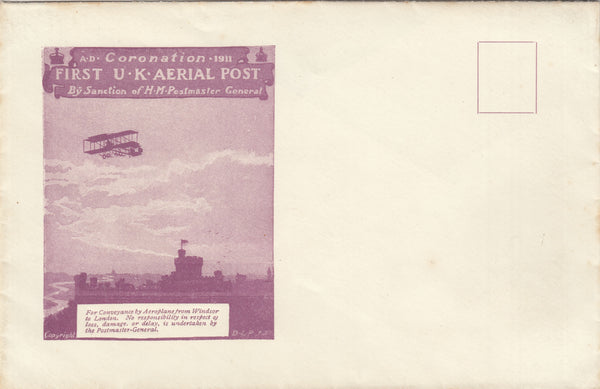 A·D· Coronation · 1911
FIRST U·K·AERIAL POST
By Sanction of H·M·Postmaster General
For Conveyance by Aeroplane from Windsor
to London. No responsibility in respect of
loss, damage, or delay, is undertaken by
the Postmaster-General.
Copyright